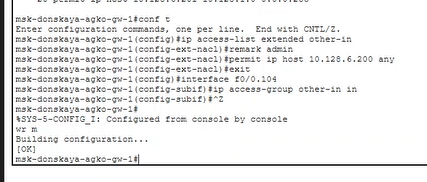 msk-donskaya-agko-gw-1#conf t
Enter configuration commands, one per line.  End with CNTL/Z.
msk-donskaya-agko-gw-1(config)#ip access-list extended other-in
msk-donskaya-agko-gw-1(config-ext-nacl)#remark admin
msk-donskaya-agko-gw-1(config-ext-nacl)#permit ip host 10.128.6.200 any
msk-donskaya-agko-gw-1(config-ext-nacl)#exit
msk-donskaya-agko-gw-1(config)#interface f0/0.104
msk-donskaya-agko-gw-1(config-subif)#ip access-group other-in in
msk-donskaya-agko-gw-1(config-subif)#^Z
msk-donskaya-agko-gw-1#
%SYS-5-CONFIG_I: Configured from console by console
wr m
Building configuration...
[OK]
msk-donskaya-agko-gw-1#